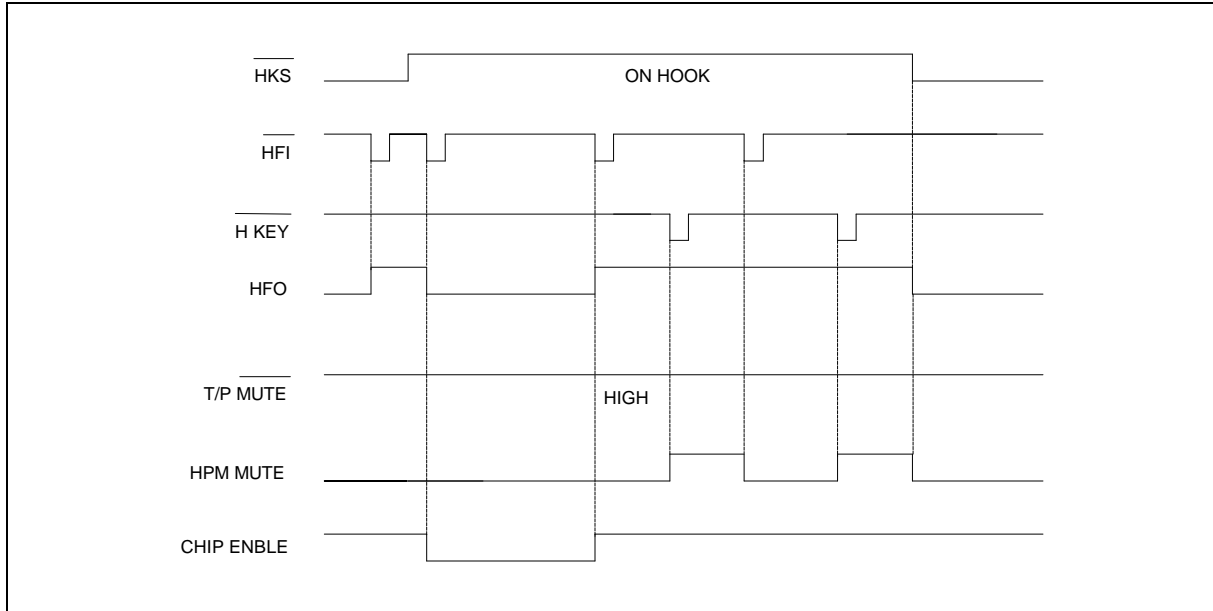 HKS
ON HOOK
HFI
H KEY
HFO
T/P MUTE
HIGH
HPM MUTE
CHIP ENBLE